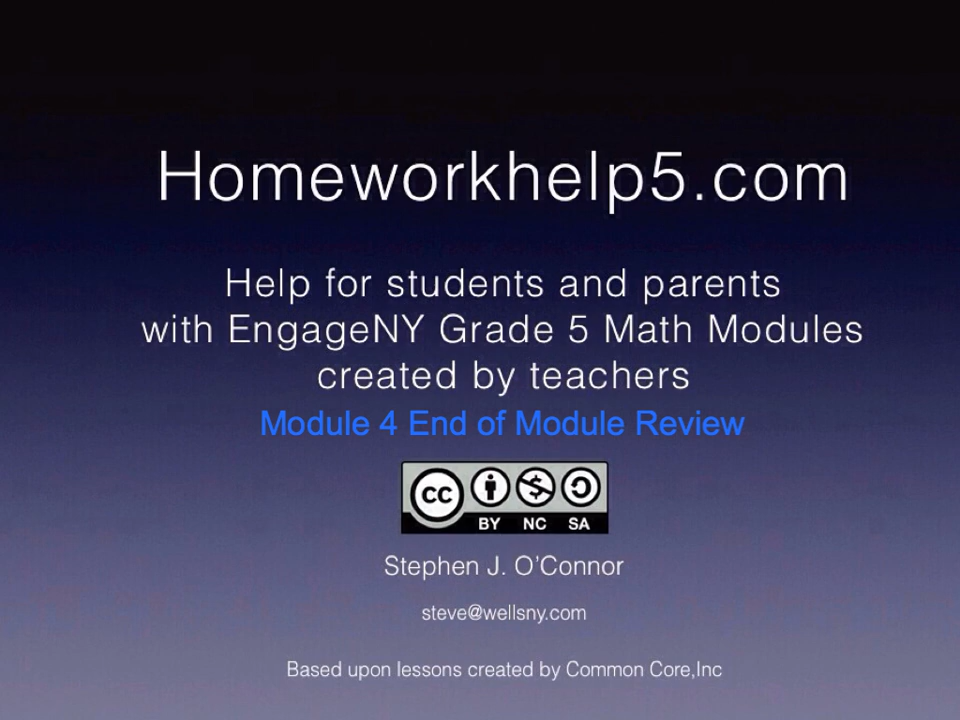 Homeworkhelp5.com
Help for students and parents
with EngageNY Grade 5 Math Modules
created by teachers
Module 4 End of Module Review
cc
BY NC SA
Stephen J. O'Connor
steve@wellsny.com
Based upon lessons created by Common Core,Inc